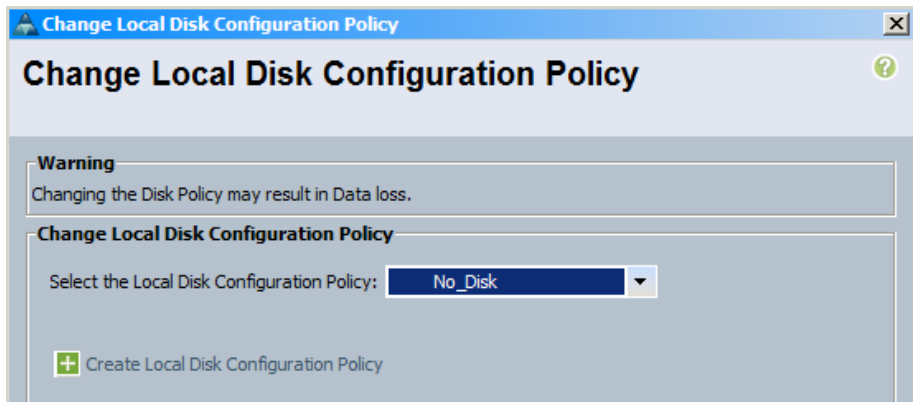 Change Local Disk Configuration Policy
Change Local Disk Configuration Policy
?
Warning
Changing the Disk Policy may result in Data loss.
Change Local Disk Configuration Policy
Select the Local Disk Configuration Policy: No_Disk
Create Local Disk Configuration Policy